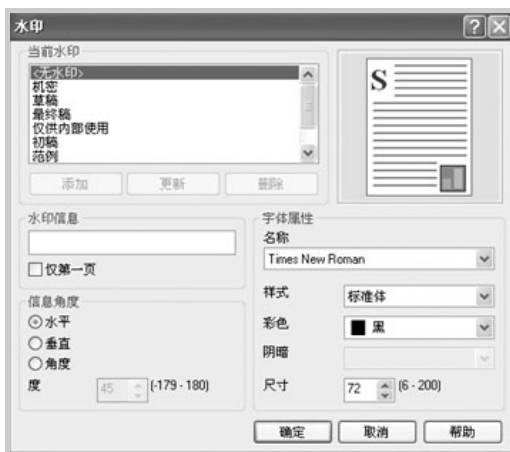 水印
当前水印
<无水印>
机密
草稿
最终稿
仅供内部使用
初稿
范例
添加 更新 删除
S
水印信息
仅第一页
信息角度
水平
垂直
角度
度 45 (-179 - 180)
字体属性
名称
Times New Roman
样式 标准体
彩色 黑
阴暗
尺寸 72 (6 - 200)
确定 取消 帮助